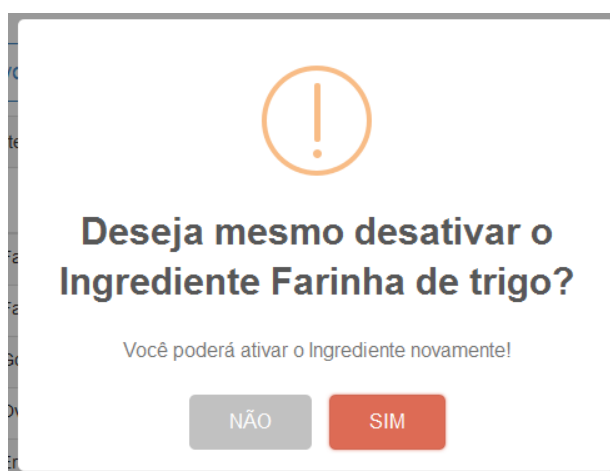 Deseja mesmo desativar o
Ingrediente Farinha de trigo?
Você poderá ativar o Ingrediente novamente!
NÃO
SIM